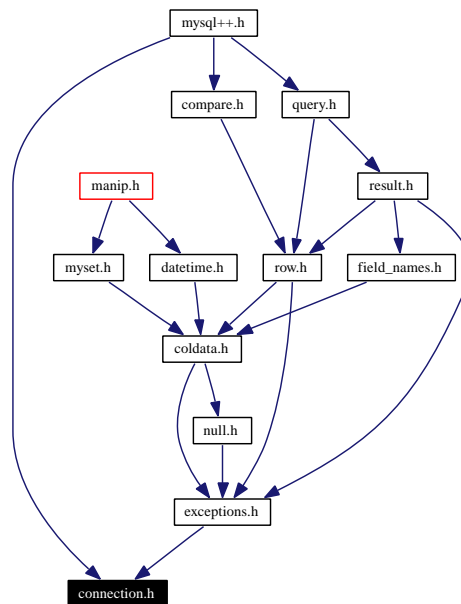 mysql++.h
compare.h
query.h
manip.h
result.h
myset.h
datetime.h
row.h
field_names.h
coldata.h
null.h
exceptions.h
connection.h